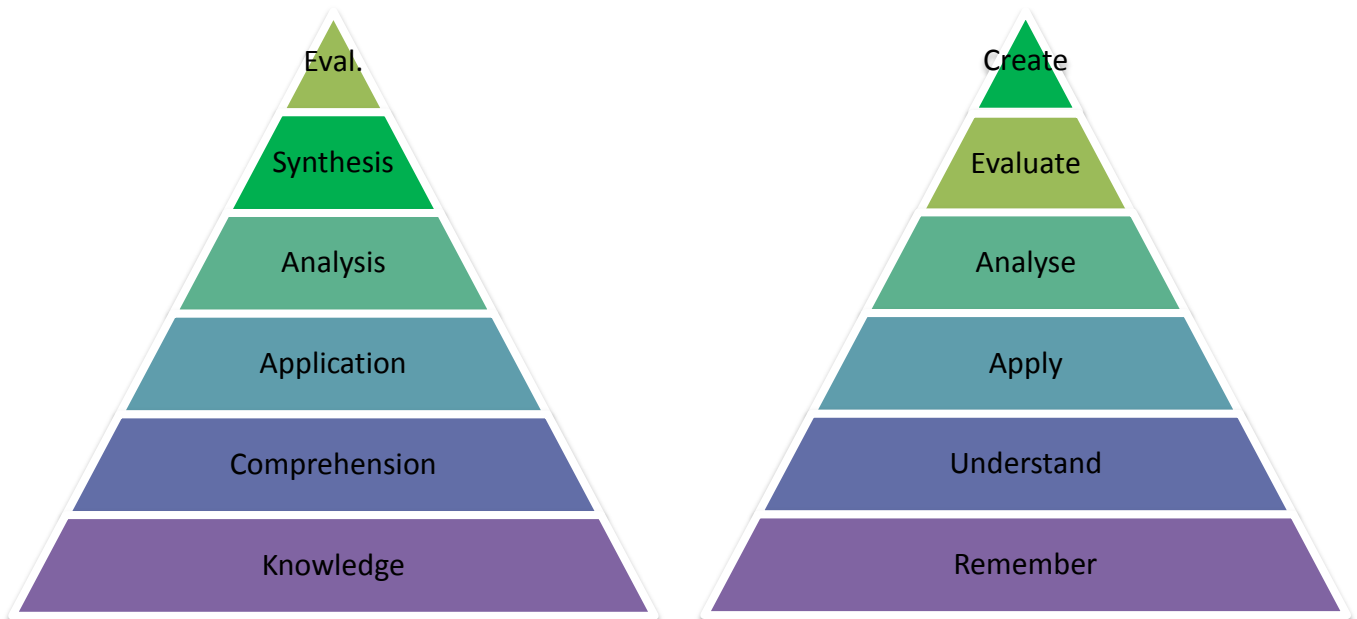 Eval.
Synthesis
Analysis
Application
Comprehension
Knowledge
Create
Evaluate
Analyse
Apply
Understand
Remember